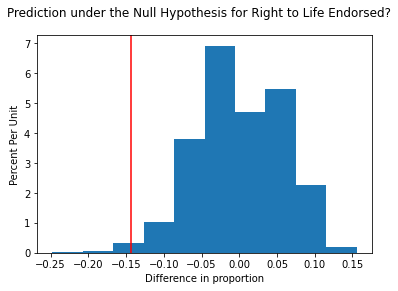 Prediction under the Null Hypothesis for Right to Life Endorsed?
7
6
5
4
3
2
1
0
Percent Per Unit
−0.25 −0.20 −0.15 −0.10 −0.05 0.00 0.05 0.10 0.15
Difference in proportion